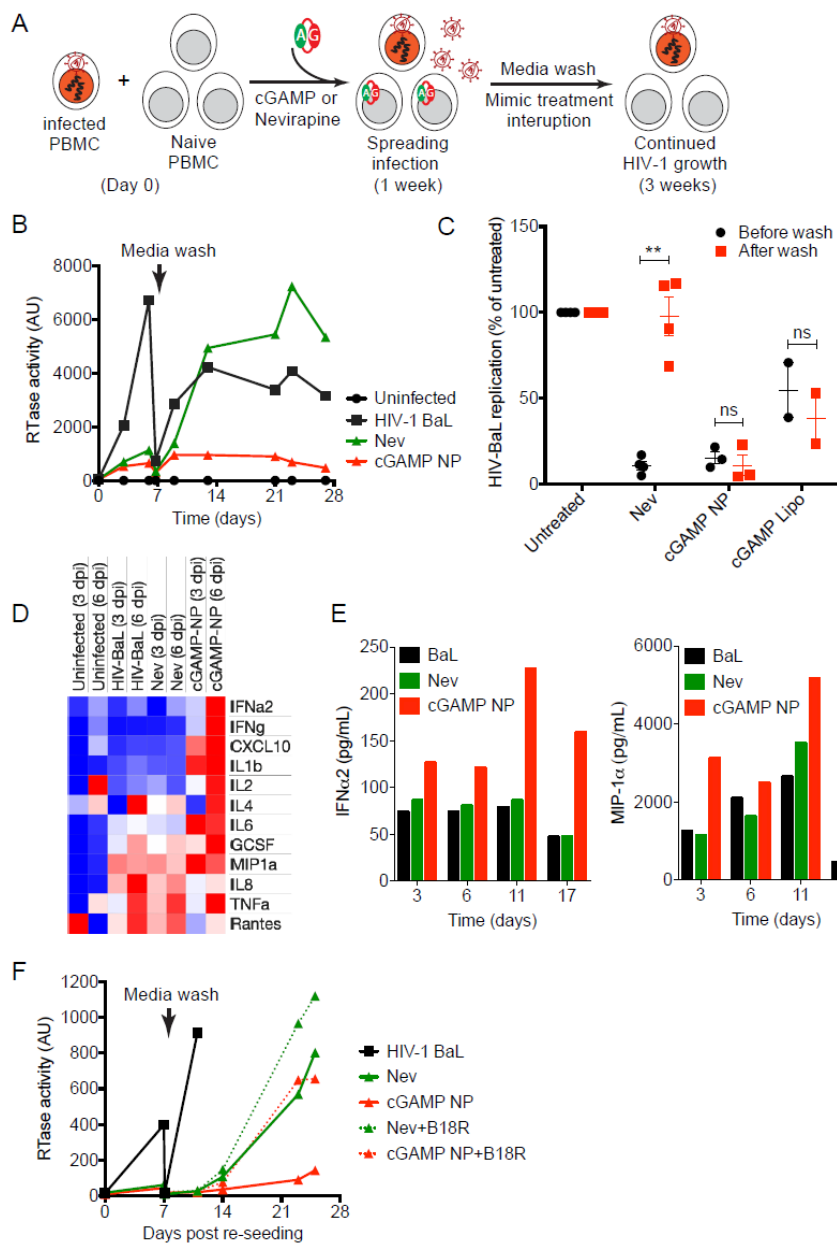 A
AG
infected
PBMC
+
Naive
PBMC
(Day 0)
cGAMP or
Nevirapine
AG
AG
Spreading
infection
(1 week)
Media wash
Mimic treatment
interuption
Continued
HIV-1 growth
(3 weeks)
B
Media wash
RTase activity (AU)
8000
6000
4000
2000
0
0
7
14
21
28
Time (days)
Uninfected
HIV-1 BaL
Nev
cGAMP NP
C
HIV-BaL replication (% of untreated)
150
100
50
0
Before wash
After wash
**
ns
ns
Untreated
Nev
cGAMP NP
cGAMP Lipo
D
Uninfected (3 dpi)
Uninfected (6 dpi)
HIV-BaL (3 dpi)
HIV-BaL (6 dpi)
Nev (3 dpi)
Nev (6 dpi)
cGAMP-NP (3 dpi)
cGAMP-NP (6 dpi)
IFNa2
IFNg
CXCL10
IL1b
IL2
IL4
IL6
GCSF
MIP1a
IL8
TNFa
Rantes
E
IFNα2 (pg/mL)
250
200
150
100
50
0
BaL
Nev
cGAMP NP
3
6
11
17
Time (days)
MIP-1α (pg/mL)
6000
4000
2000
0
BaL
Nev
cGAMP NP
3
6
11
Time (days)
F
Media wash
RTase activity (AU)
1200
1000
800
600
400
200
0
0
7
14
21
28
Days post re-seeding
HIV-1 BaL
Nev
cGAMP NP
Nev+B18R
cGAMP NP+B18R